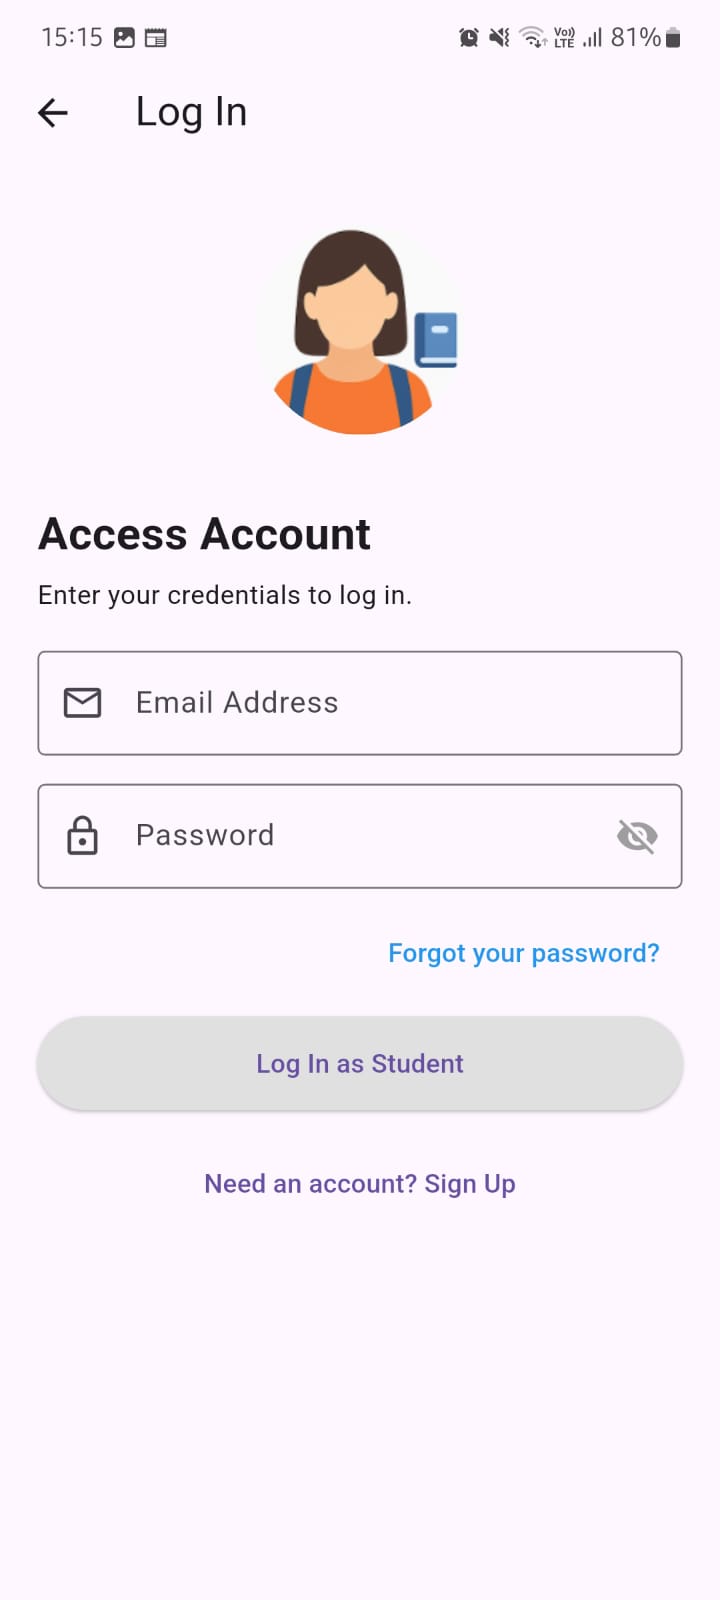 15:15 Vo)) LTE 81%
Log In
Access Account
Enter your credentials to log in.
Email Address
Password
Forgot your password?
Log In as Student
Need an account? Sign Up